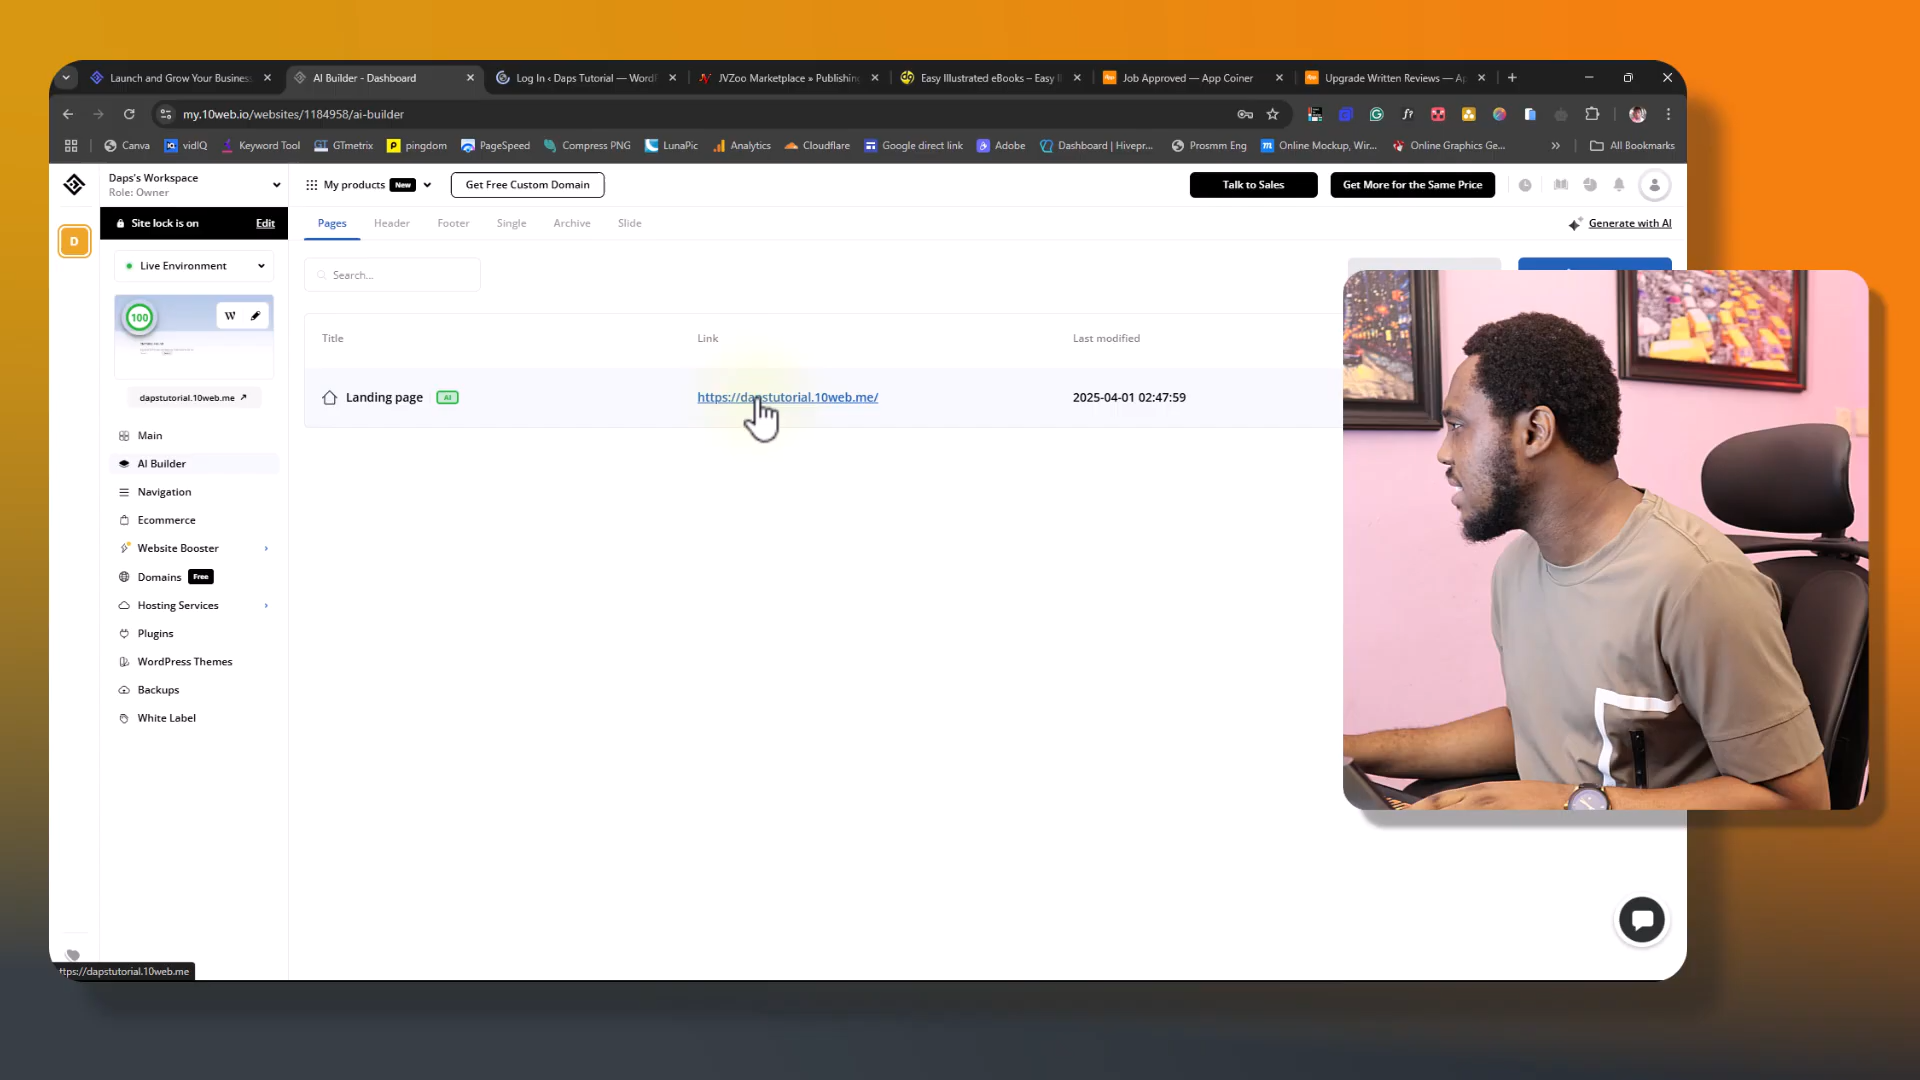 Launch and Grow Your Business
AI Builder - Dashboard
Log In ‹ Daps Tutorial — WordP
JVZoo Marketplace » Publishing
Easy Illustrated eBooks – Easy
Job Approved — App Coiner
Upgrade Written Reviews — Ap
my.10web.io/websites/1184958/ai-builder
Canva
vidIQ
Keyword Tool
GTmetrix
pingdom
PageSpeed
Compress PNG
LunaPic
Analytics
Cloudflare
Google direct link
Adobe
Dashboard | Hivepr...
Prosmm Eng
Online Mockup, Wir...
Online Graphics Ge...
All Bookmarks
Daps's Workspace
Role: Owner
My products New
Get Free Custom Domain
Talk to Sales
Get More for the Same Price
Site lock is on Edit
Pages
Header
Footer
Single
Archive
Slide
Generate with AI
D
Live Environment
Search...
100
W
Title
Link
Last modified
dapstutorial.10web.me
Landing page AI
https://dapstutorial.10web.me/
2025-04-01 02:47:59
Main
AI Builder
Navigation
Ecommerce
Website Booster
Domains Free
Hosting Services
Plugins
WordPress Themes
Backups
White Label
ttps://dapstutorial.10web.me